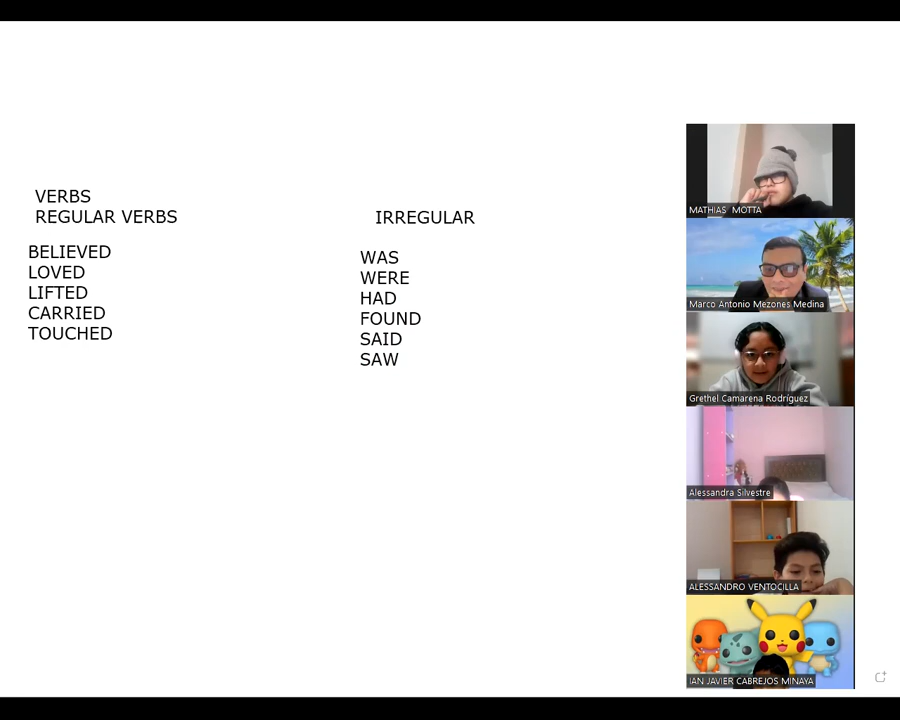 VERBS
REGULAR VERBS
BELIEVED
LOVED
LIFTED
CARRIED
TOUCHED
IRREGULAR
WAS
WERE
HAD
FOUND
SAID
SAW
MATHIAS MOTTA
Marco Antonio Mezones Medina
Grethel Camarena Rodríguez
Alessandra Silvestre
ALESSANDRO VENTOCILLA
IAN JAVIER CABREJOS MINAYA